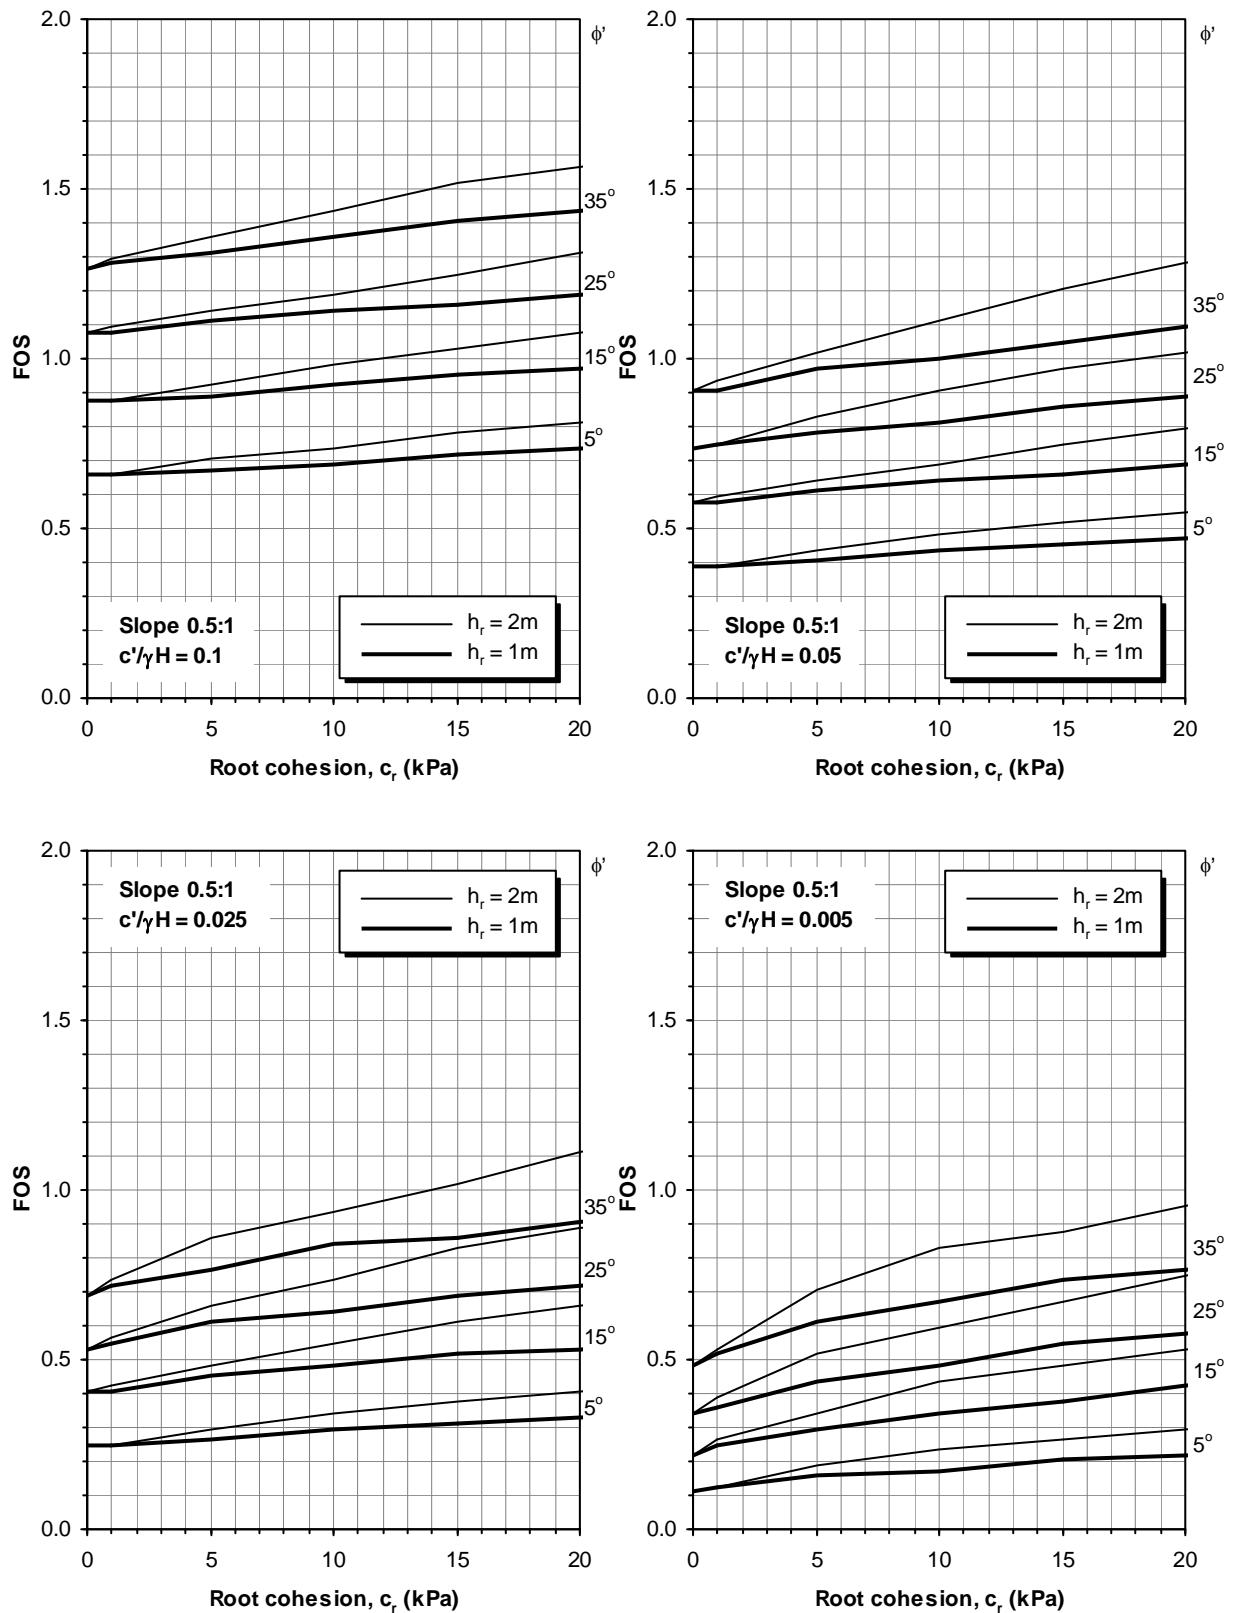 2.0
1.5
1.0
0.5
0.0
FOS
ϕ'
35°
25°
15°
5°
Slope 0.5:1
c'/γH = 0.1
h_r = 2m
h_r = 1m
0 5 10 15 20
Root cohesion, c_r (kPa)
2.0
1.5
1.0
0.5
0.0
FOS
ϕ'
35°
25°
15°
5°
Slope 0.5:1
c'/γH = 0.05
h_r = 2m
h_r = 1m
0 5 10 15 20
Root cohesion, c_r (kPa)
2.0
1.5
1.0
0.5
0.0
FOS
ϕ'
Slope 0.5:1
c'/γH = 0.025
h_r = 2m
h_r = 1m
35°
25°
15°
5°
0 5 10 15 20
Root cohesion, c_r (kPa)
2.0
1.5
1.0
0.5
0.0
FOS
ϕ'
Slope 0.5:1
c'/γH = 0.005
h_r = 2m
h_r = 1m
35°
25°
15°
5°
0 5 10 15 20
Root cohesion, c_r (kPa)